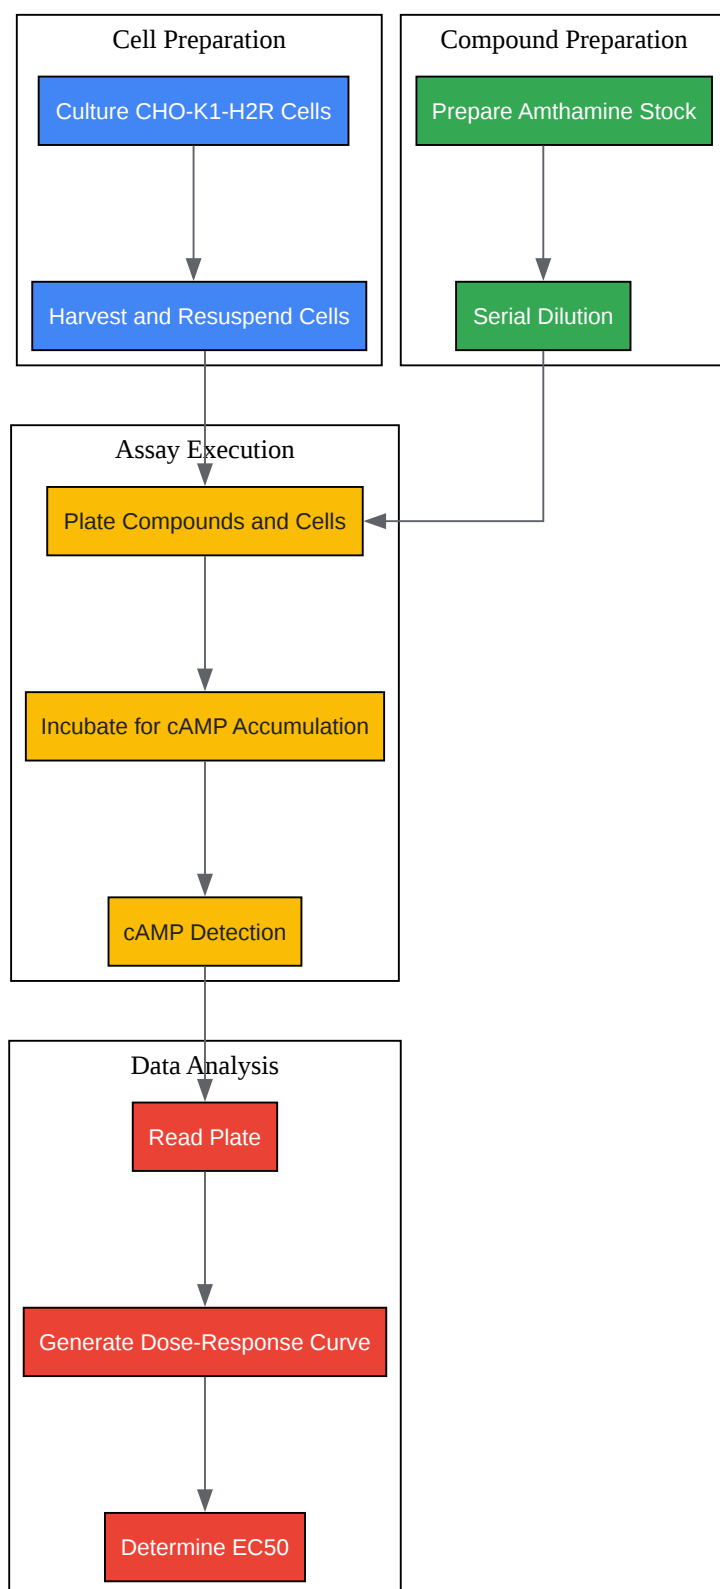 Cell Preparation
Culture CHO-K1-H2R Cells
Harvest and Resuspend Cells
Compound Preparation
Prepare Amthamine Stock
Serial Dilution
Assay Execution
Plate Compounds and Cells
Incubate for cAMP Accumulation
cAMP Detection
Data Analysis
Read Plate
Generate Dose-Response Curve
Determine EC50